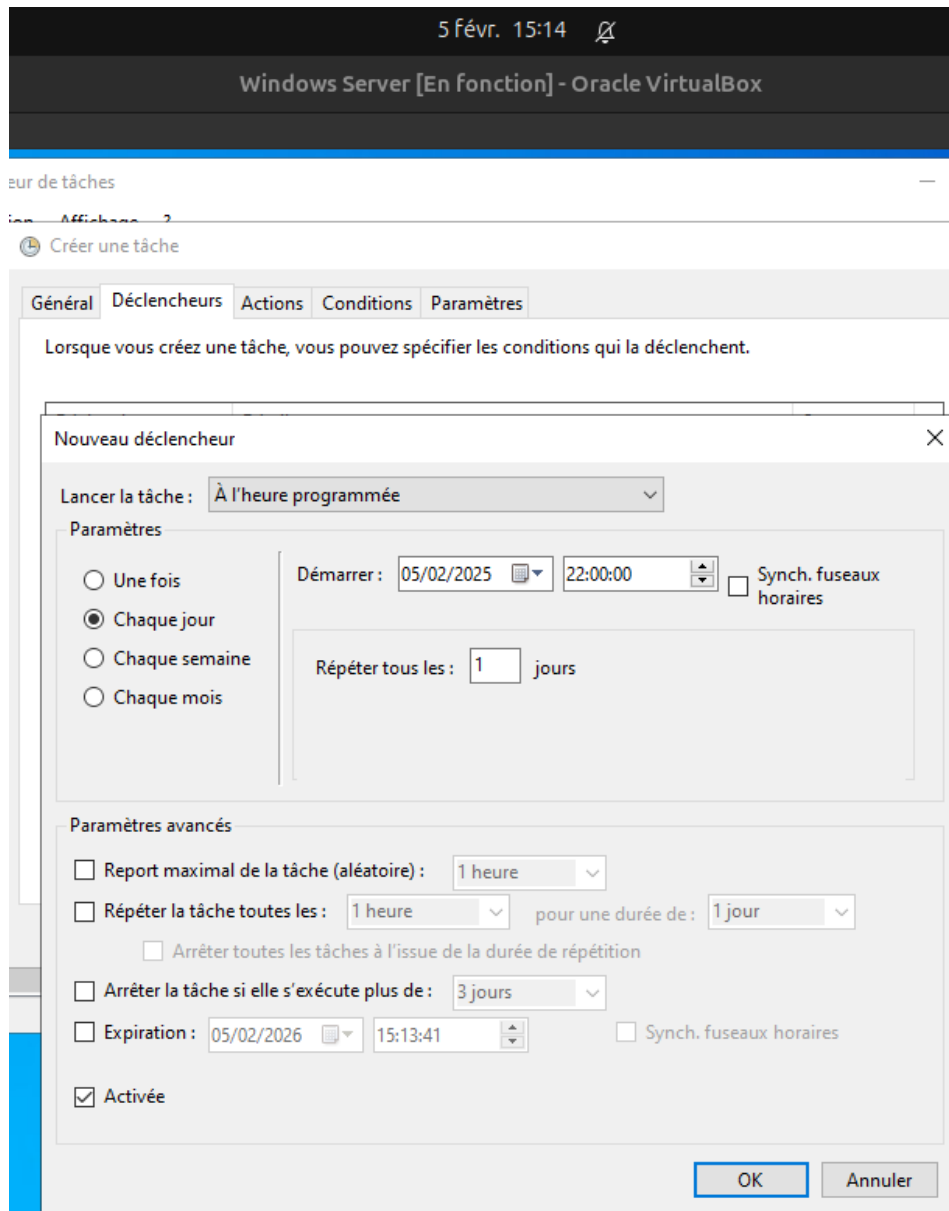 5 févr. 15:14
Windows Server [En fonction] - Oracle VirtualBox
eur de tâches
ion Affichage ?
Créer une tâche
Général Déclencheurs Actions Conditions Paramètres
Lorsque vous créez une tâche, vous pouvez spécifier les conditions qui la déclenchent.
Nouveau déclencheur
Lancer la tâche : À l'heure programmée
Paramètres
Démarrer : 05/02/2025 22:00:00 Synch. fuseaux horaires
Une fois
Chaque jour
Chaque semaine
Chaque mois
Répéter tous les : 1 jours
Paramètres avancés
Report maximal de la tâche (aléatoire) : 1 heure
Répéter la tâche toutes les : 1 heure pour une durée de : 1 jour
Arrêter toutes les tâches à l'issue de la durée de répétition
Arrêter la tâche si elle s'exécute plus de : 3 jours
Expiration : 05/02/2026 15:13:41 Synch. fuseaux horaires
Activée
OK Annuler